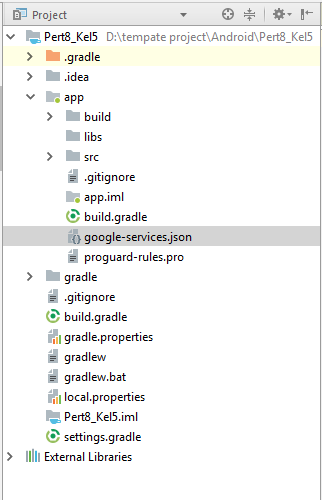 Project
Pert8_Kel5 D:\tempate project\Android\Pert8_Kel5
.gradle
.idea
app
build
libs
src
.gitignore
app.iml
build.gradle
google-services.json
proguard-rules.pro
gradle
.gitignore
build.gradle
gradle.properties
gradlew
gradlew.bat
local.properties
Pert8_Kel5.iml
settings.gradle
External Libraries